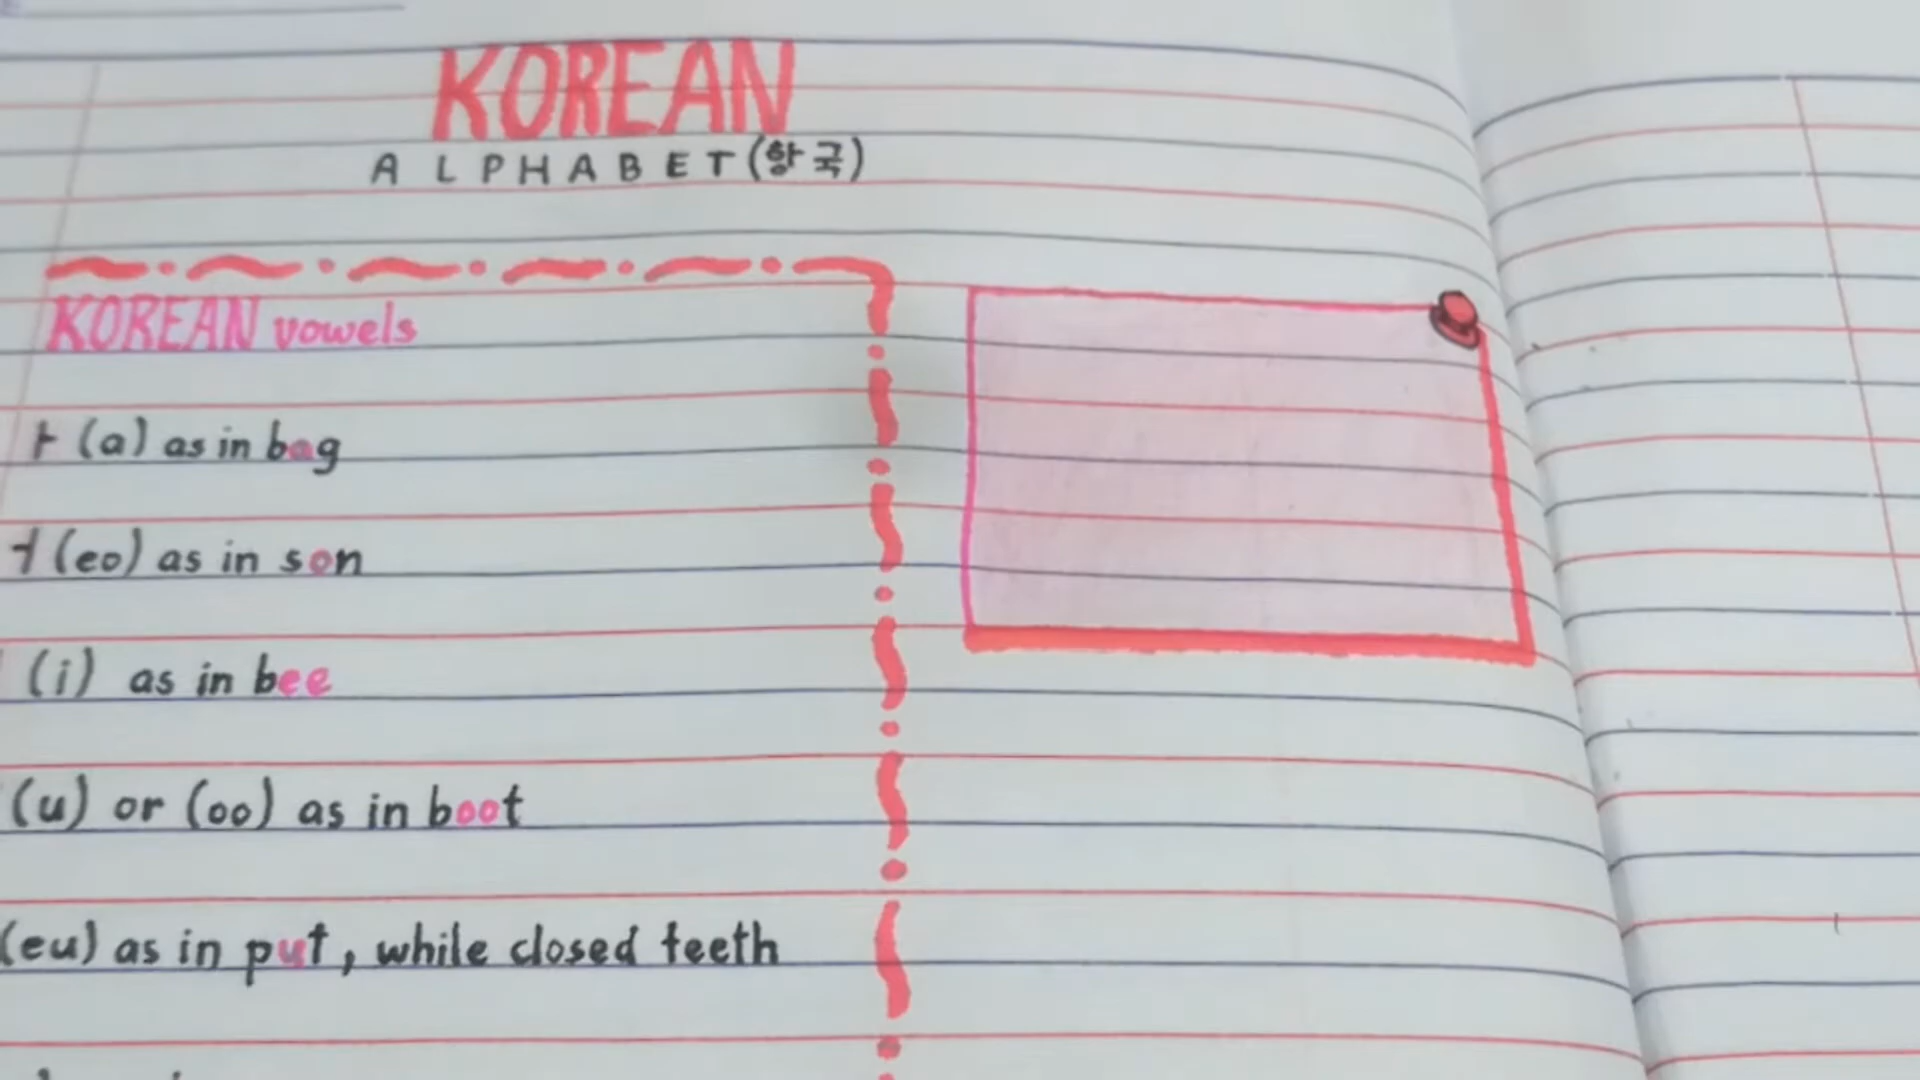 KOREAN
ALPHABET (항국)
KOREAN vowels
ㅏ (a) as in bag
ㅓ (eo) as in son
(i) as in bee
(u) or (oo) as in boot
(eu) as in put, while closed teeth